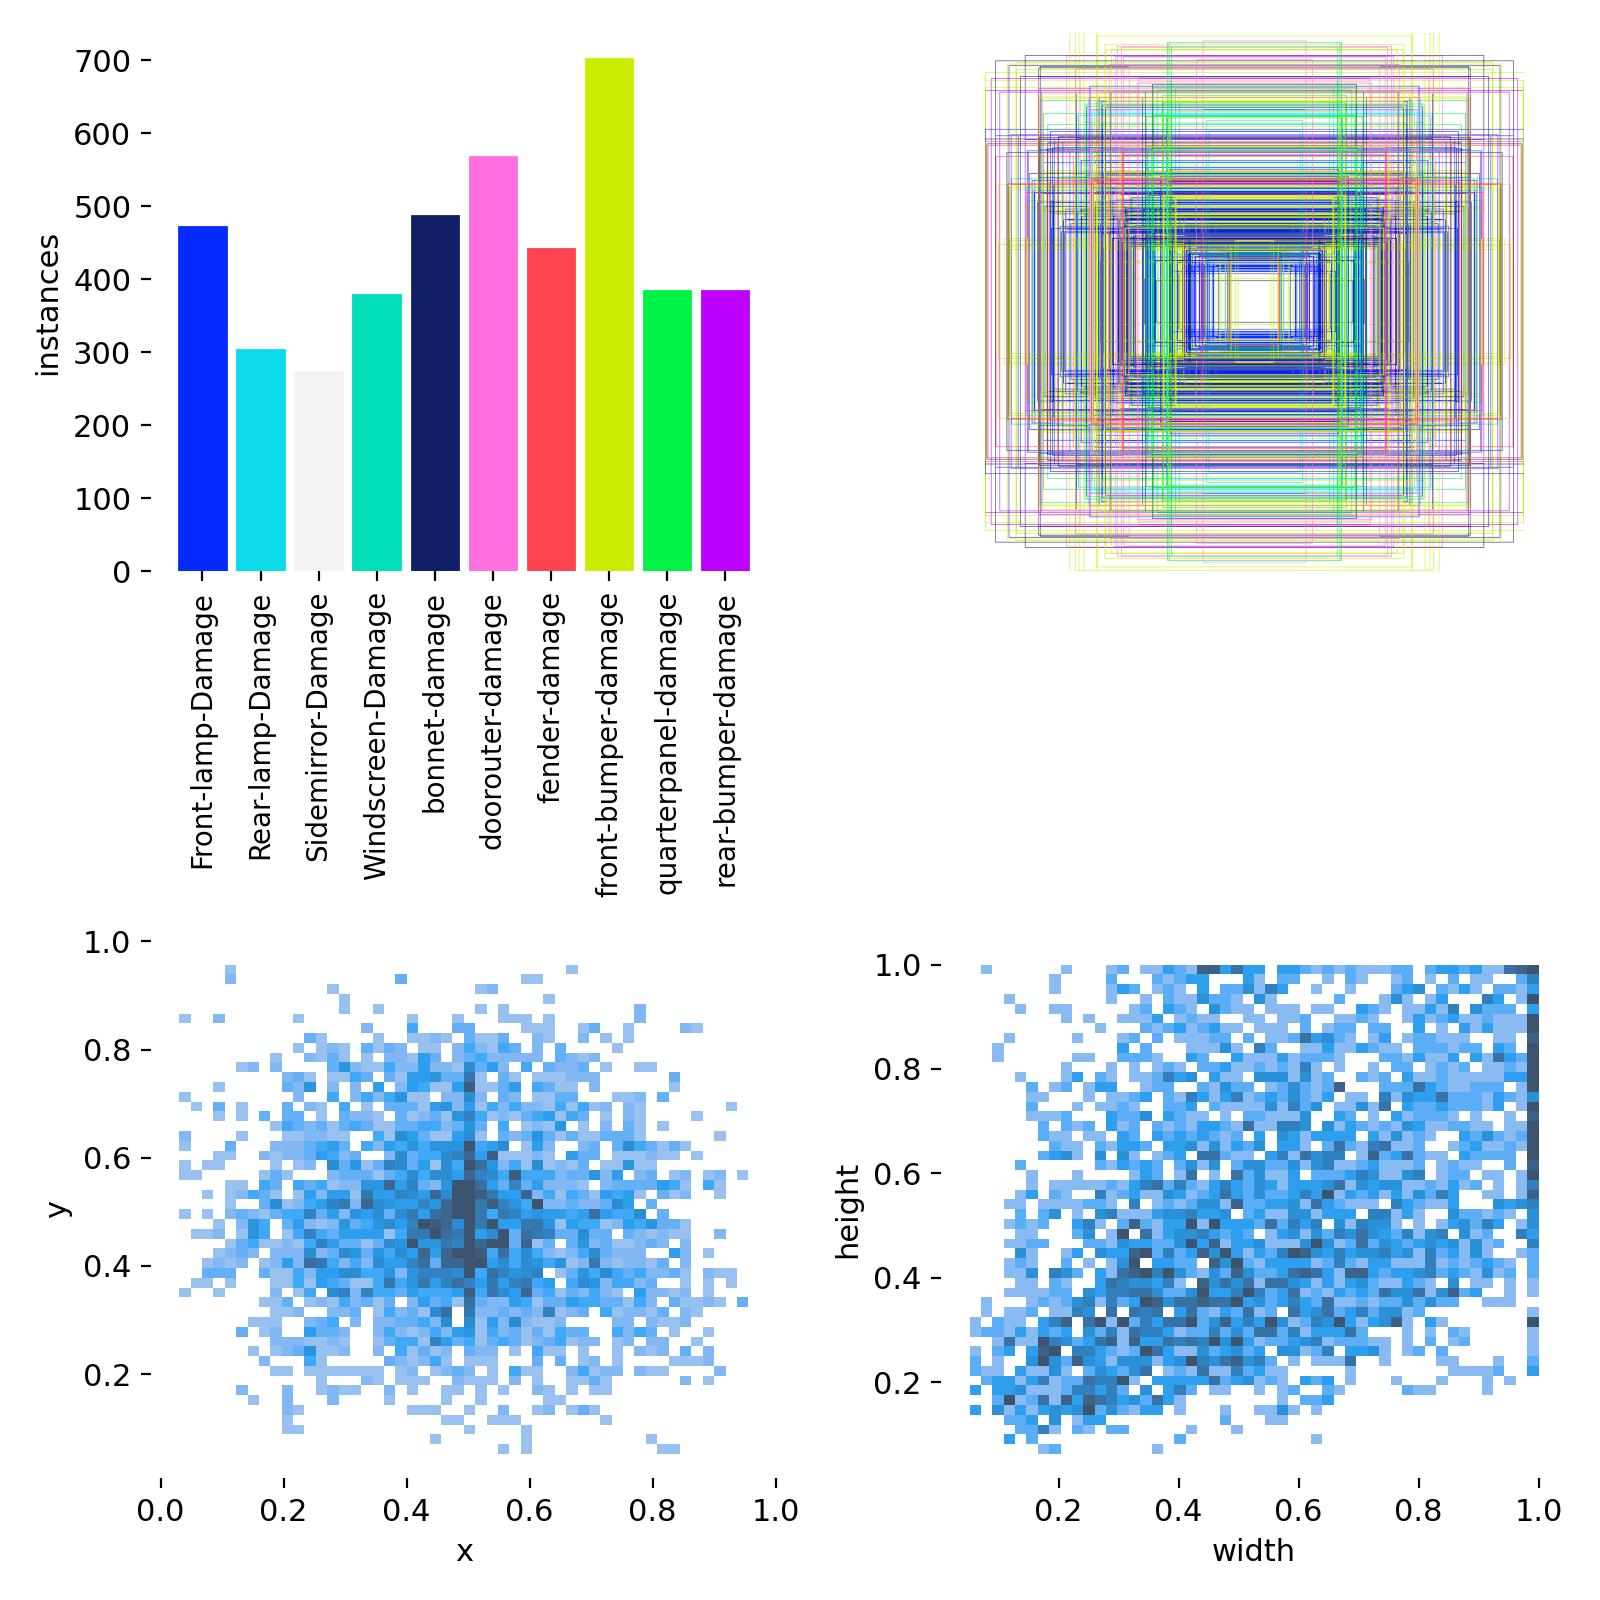 700
600
500
400
300
200
100
0
instances
Front-lamp-Damage
Rear-lamp-Damage
Sidemirror-Damage
Windscreen-Damage
bonnet-damage
doorouter-damage
fender-damage
front-bumper-damage
quarterpanel-damage
rear-bumper-damage
1.0
0.8
0.6
0.4
0.2
y
0.0 0.2 0.4 0.6 0.8 1.0
x
1.0
0.8
0.6
0.4
0.2
height
0.2 0.4 0.6 0.8 1.0
width